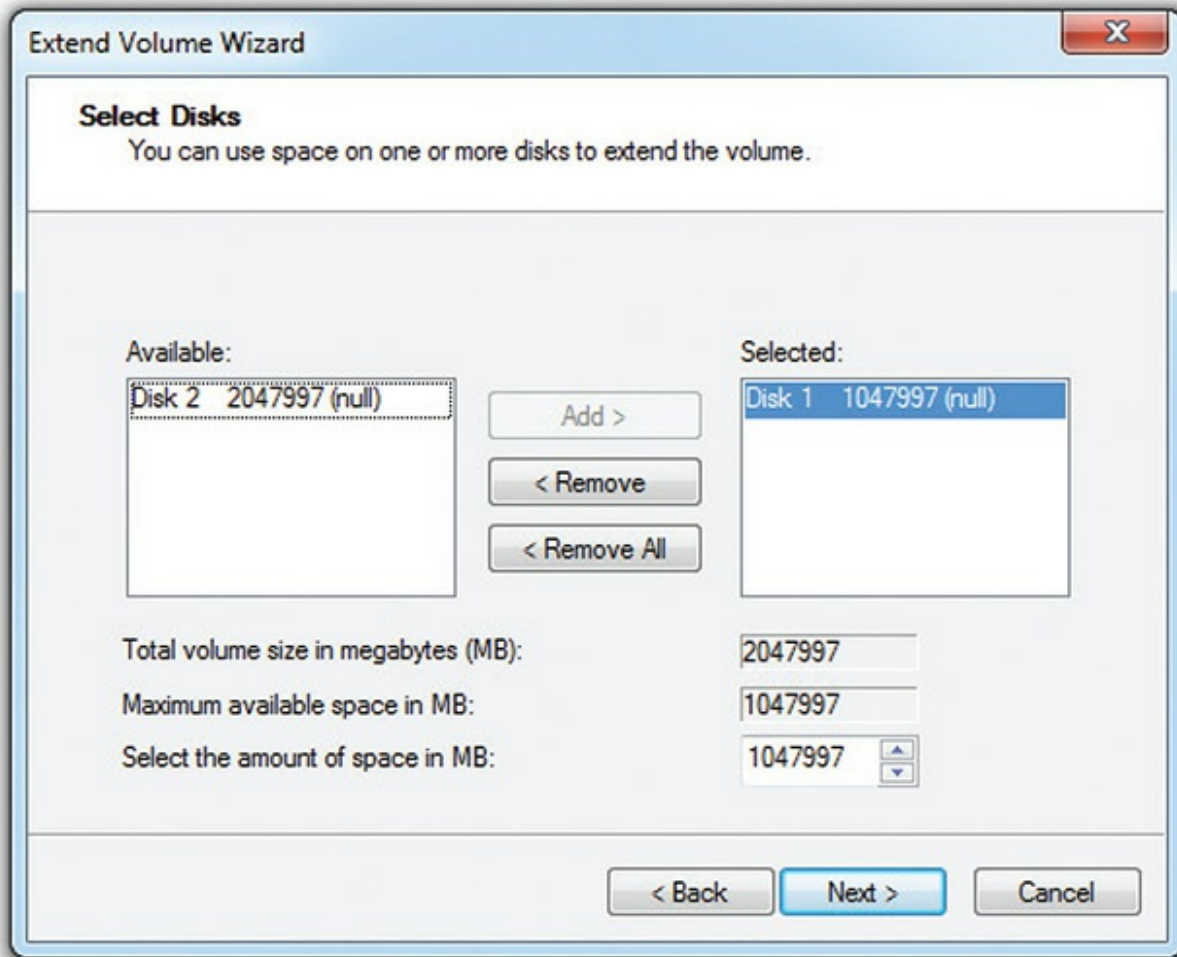 Extend Volume Wizard
Select Disks
You can use space on one or more disks to extend the volume.
Available:
Selected:
Disk 2 2047997 (null)
Disk 1 1047997 (null)
Add >
< Remove
< Remove All
Total volume size in megabytes (MB): 2047997
Maximum available space in MB: 1047997
Select the amount of space in MB: 1047997
< Back
Next >
Cancel